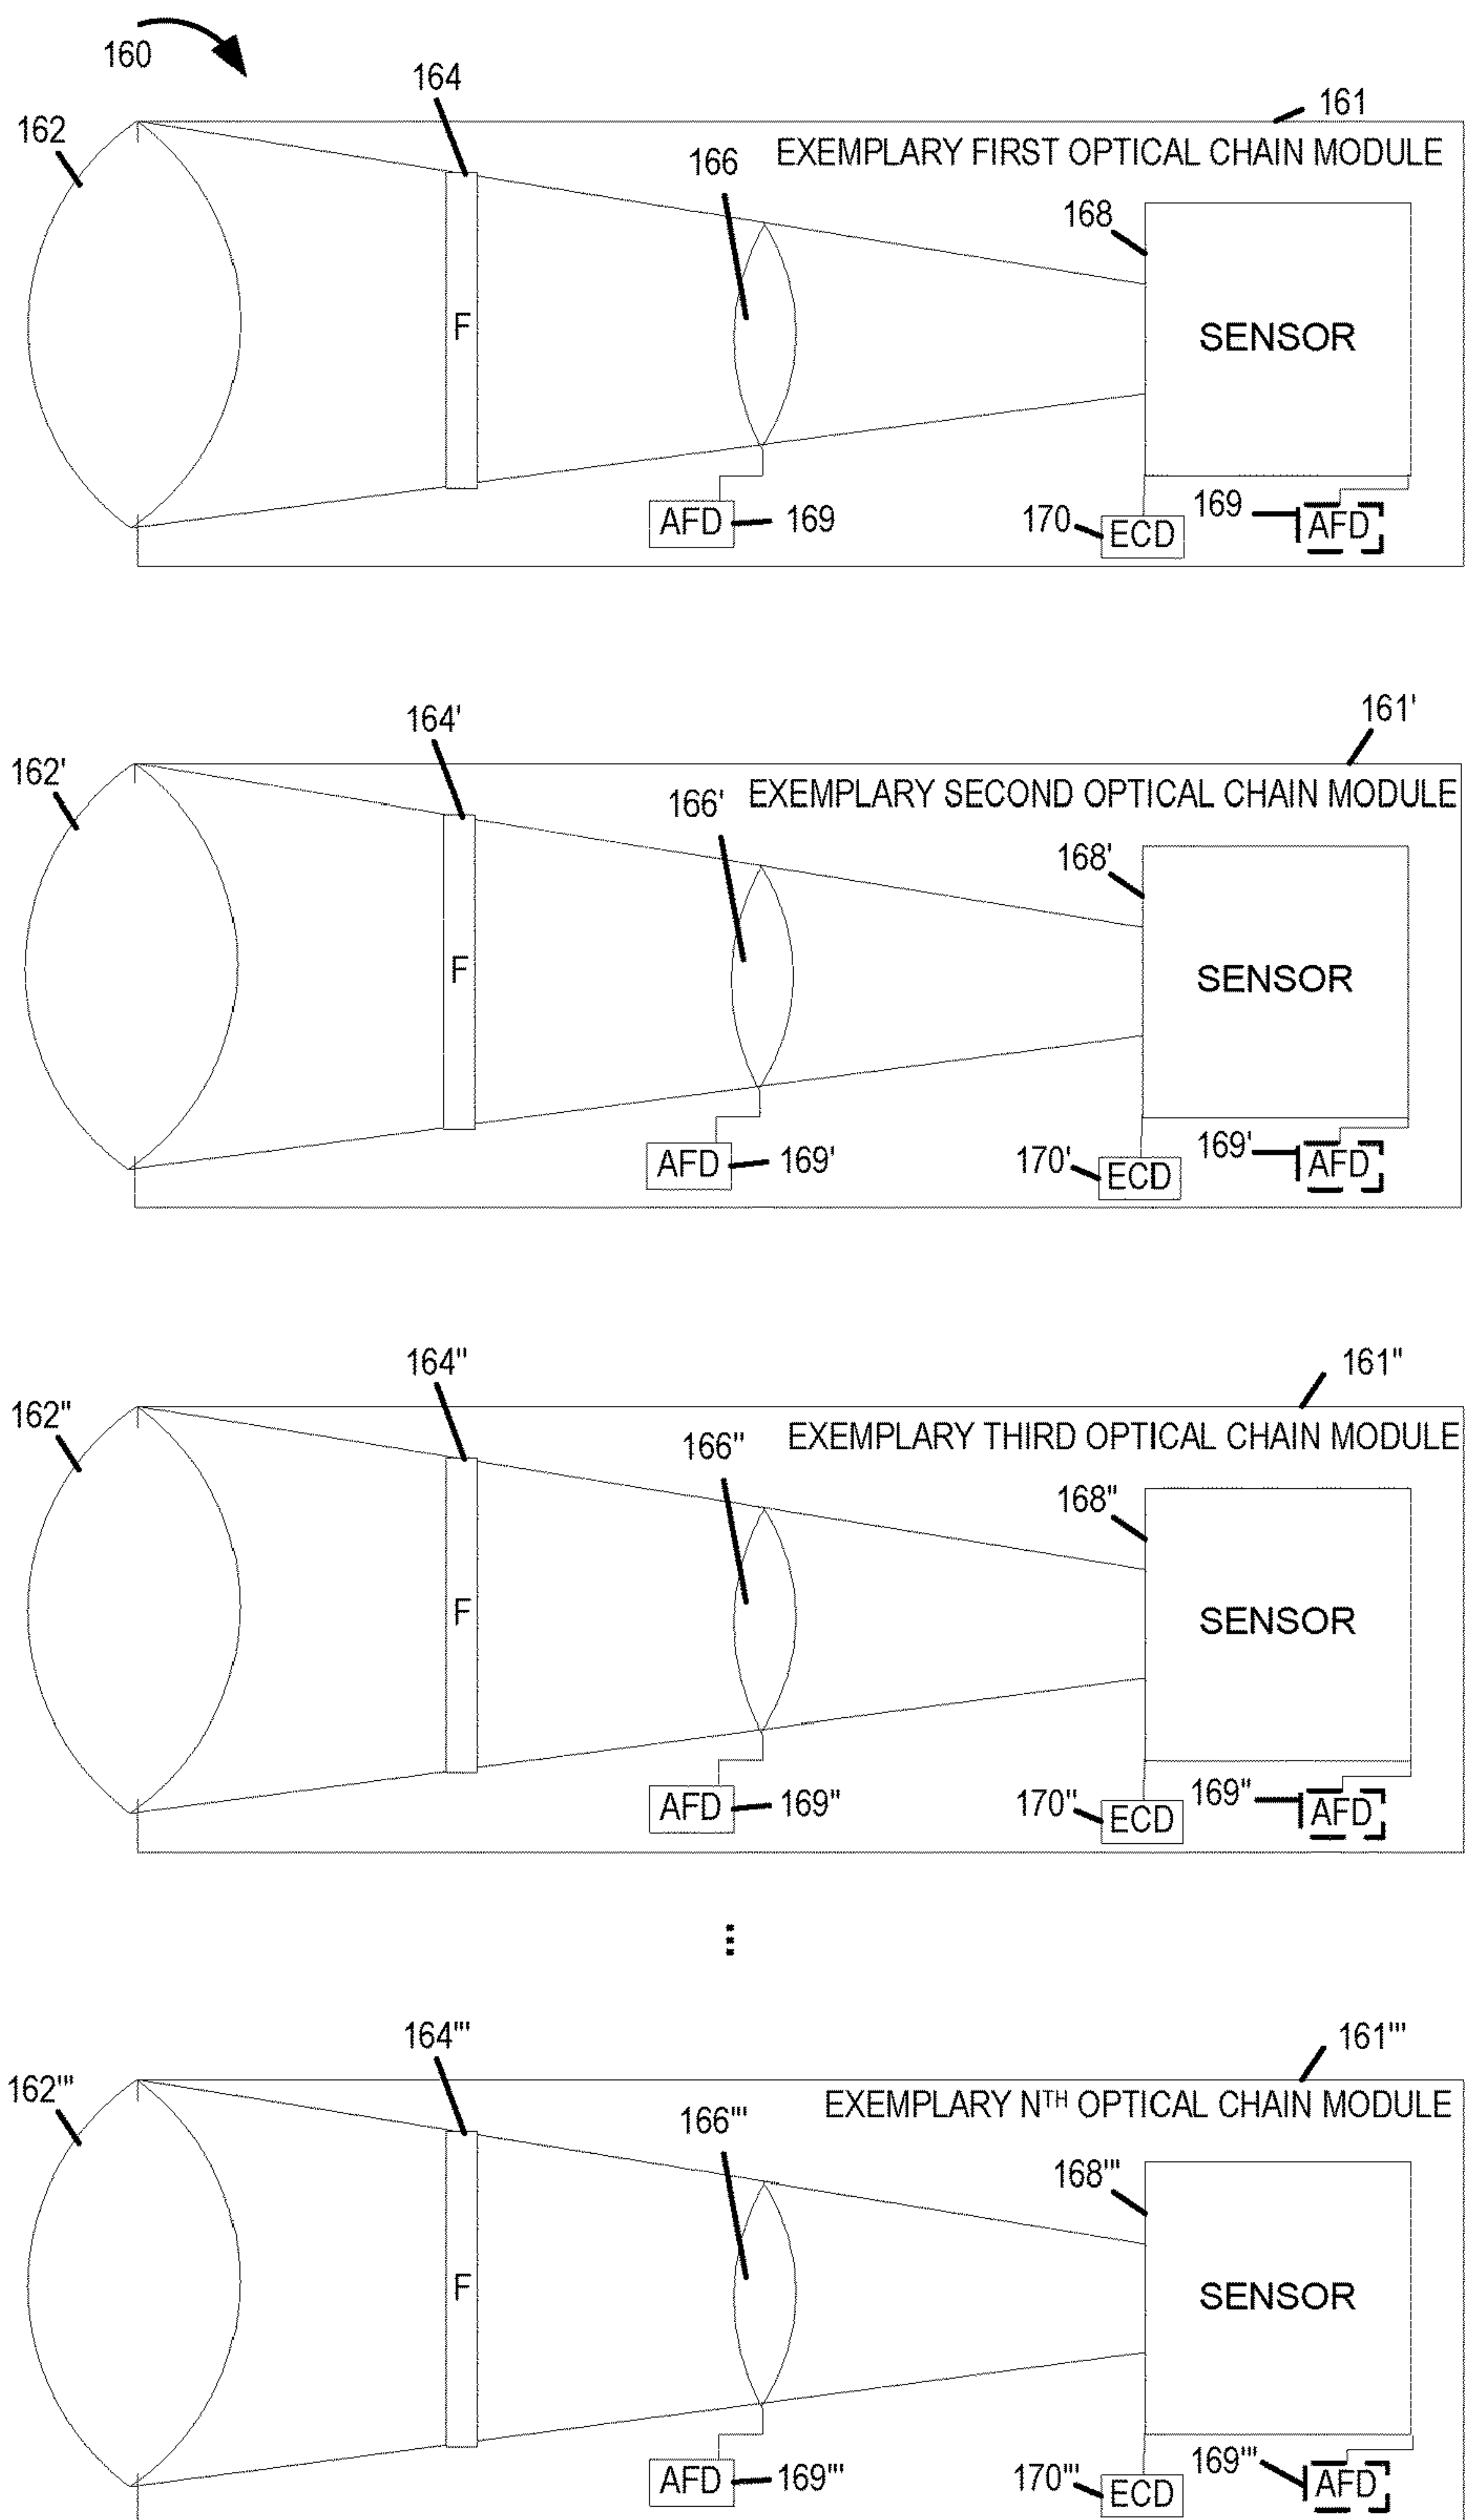 160
164
161
162
EXEMPLARY FIRST OPTICAL CHAIN MODULE
166
168
F
SENSOR
AFD
169
170
ECD
169
AFD
161'
164'
162'
EXEMPLARY SECOND OPTICAL CHAIN MODULE
166'
168'
F
SENSOR
AFD
169'
170'
ECD
169'
AFD
164"
161"
162"
EXEMPLARY THIRD OPTICAL CHAIN MODULE
166"
168"
F
SENSOR
AFD
169"
170"
ECD
169"
AFD
...
164'''
161'''
162'''
EXEMPLARY NTH OPTICAL CHAIN MODULE
166'''
168'''
F
SENSOR
AFD
169'''
170'''
ECD
169'''
AFD